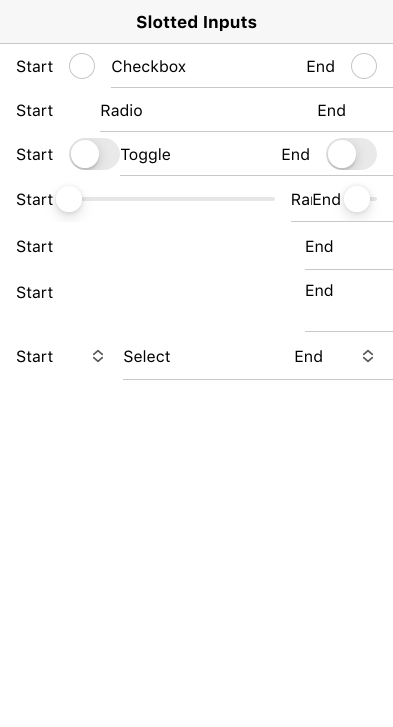 Slotted Inputs
Start Checkbox End
Start Radio End
Start Toggle End
Start End
Start End
Start End
Start Select End